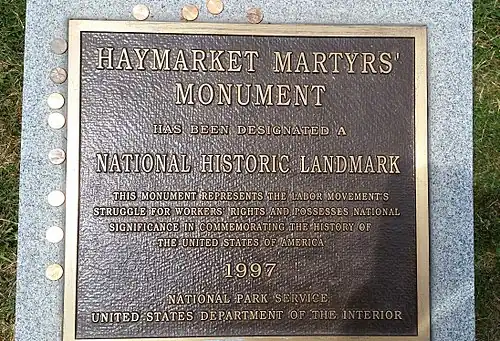 HAYMARKET MARTYRS'
MONUMENT
HAS BEEN DESIGNATED A
NATIONAL HISTORIC LANDMARK
THIS MONUMENT REPRESENTS THE LABOR MOVEMENT'S
STRUGGLE FOR WORKERS, RIGHTS AND POSSESSES NATIONAL
SIGNIFICANCE IN COMMEMORATING THE HISTORY OF
THE UNITED STATES OF AMERICA
1997
NATIONAL PARK SERVICE
UNITED STATES DEPARTMENT OF THE INTERIOR